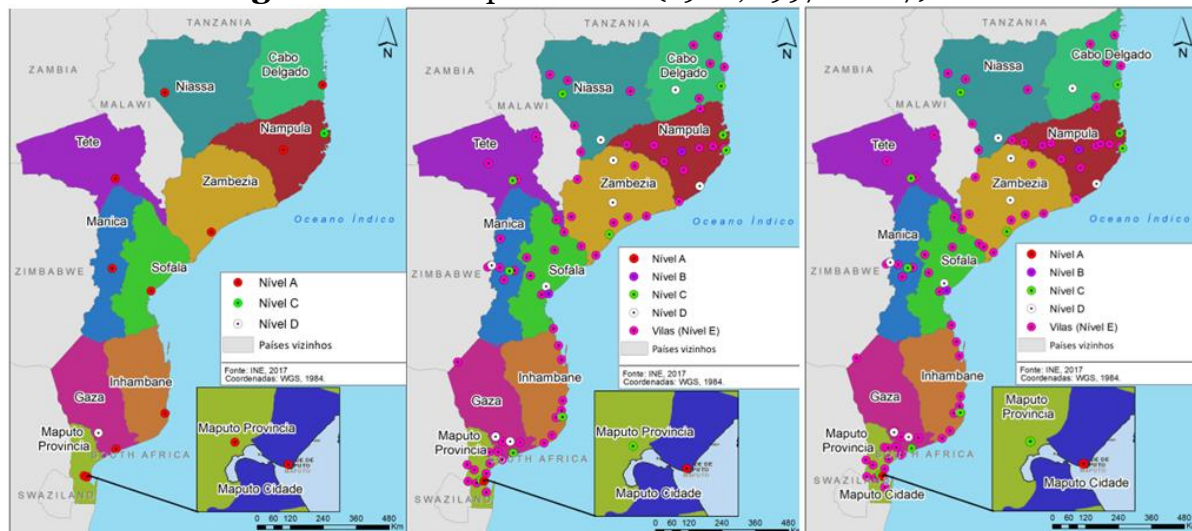 TANZANIA
ZAMBIA
MALAWI
Niassa
Cabo
Delgado
Nampula
Tete
Zambezia
Manica
Oceano Índico
ZIMBABWE
Sofala
Nível A
Nível C
Nível D
Países vizinhos
Fonte: INE, 2017
Coordenadas: WGS, 1984.
Inhambane
Gaza
Maputo
Provincia
SOUTH AFRICA
SWAZILAND
Maputo Provincia
Maputo Cidade
N
0 60 120 240 360 480
Km
TANZANIA
ZAMBIA
MALAWI
Niassa
Cabo
Delgado
Nampula
Tete
Zambezia
Manica
Oceano Índico
ZIMBABWE
Sofala
Nível A
Nível B
Nível C
Nível D
Vilas (Nível E)
Países vizinhos
Fonte: INE, 2017
Coordenadas: WGS, 1984.
Inhambane
Gaza
Maputo
Provincia
SOUTH AFRICA
SWAZILAND
Maputo Provincia
Maputo Cidade
N
0 60 120 240 360 480
TANZANIA
ZAMBIA
MALAWI
Niassa
Cabo
Delgado
Nampula
Tete
Zambezia
Manica
Oceano Índico
ZIMBABWE
Sofala
Nível A
Nível B
Nível C
Nível D
Vilas (Nível E)
Países vizinhos
Fonte: INE, 2017
Coordenadas: WGS, 1984.
Inhambane
Gaza
Maputo
Provincia
SOUTH AFRICA
SWAZILAND
Maputo Cidade
Maputo Provincia
Maputo Cidade
N
0 60 120 240 360 480